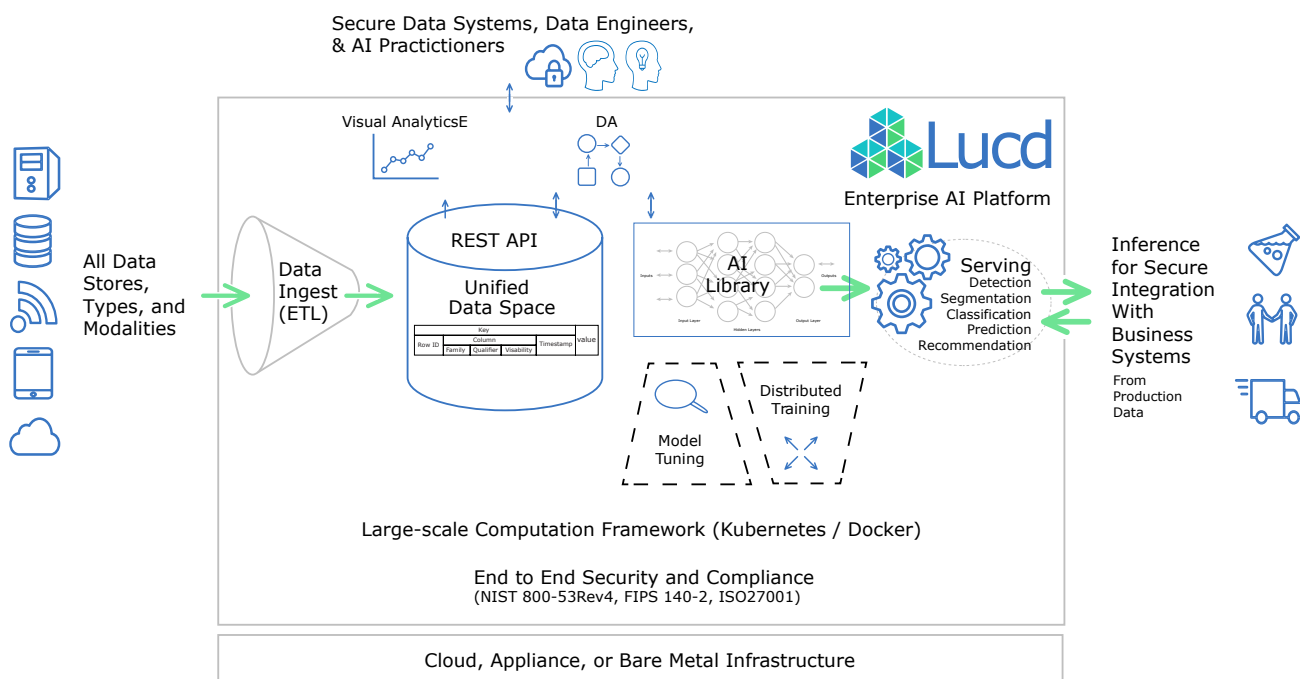 Secure Data Systems, Data Engineers,
& AI Practictioners
Visual AnalyticsE
DA
Lucd
Enterprise AI Platform
All Data
Stores,
Types, and
Modalities
Data
Ingest
(ETL)
REST API
Unified
Data Space
Key
Row ID
Column
Timestamp
value
Family
Qualifier
Visability
AI
Library
Inputs
Outputs
Input Layer
Hidden Layers
Output Layer
Serving
Detection
Segmentation
Classification
Prediction
Recommendation
Inference
for Secure
Integration
With
Business
Systems
From
Production
Data
Model
Tuning
Distributed
Training
Large-scale Computation Framework (Kubernetes / Docker)
End to End Security and Compliance
(NIST 800-53Rev4, FIPS 140-2, ISO27001)
Cloud, Appliance, or Bare Metal Infrastructure